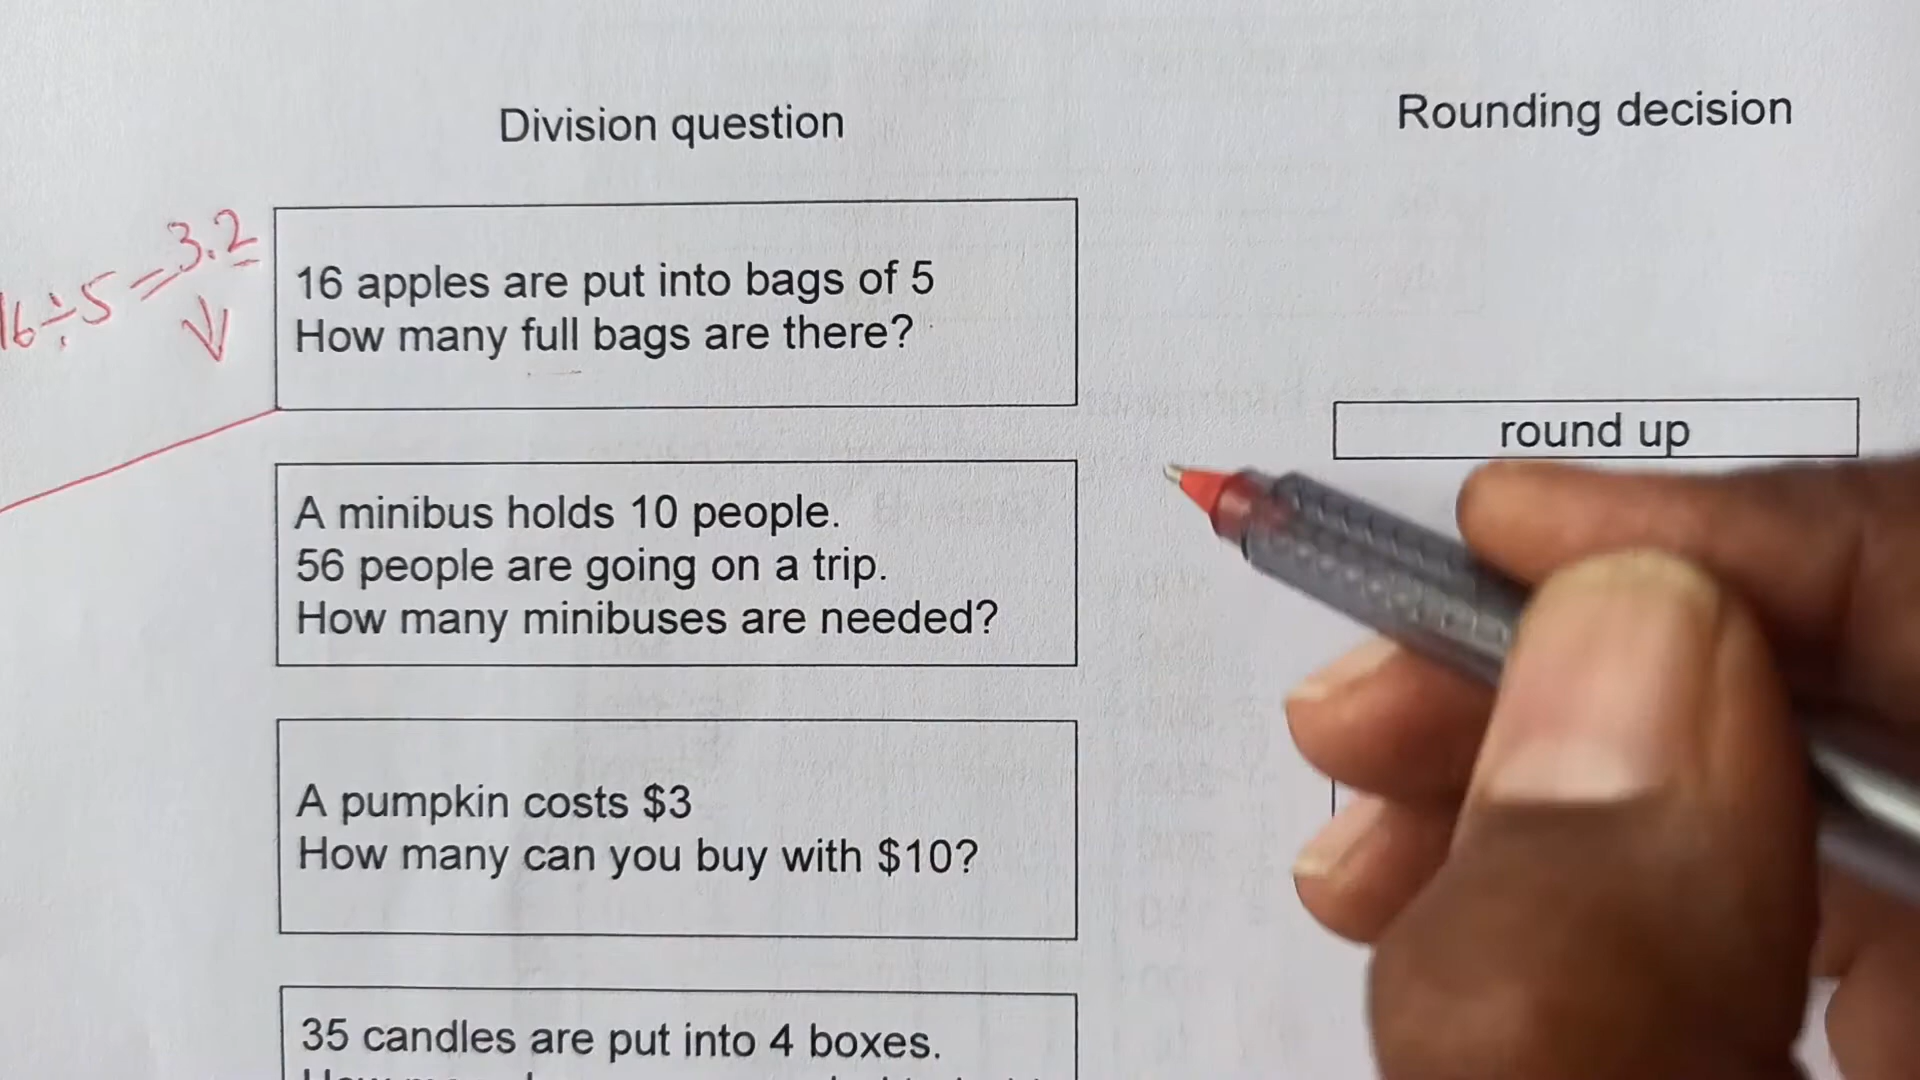 Division question
Rounding decision
16÷5=3.2
16 apples are put into bags of 5
How many full bags are there?
round up
A minibus holds 10 people.
56 people are going on a trip.
How many minibuses are needed?
A pumpkin costs $3
How many can you buy with $10?
35 candles are put into 4 boxes.